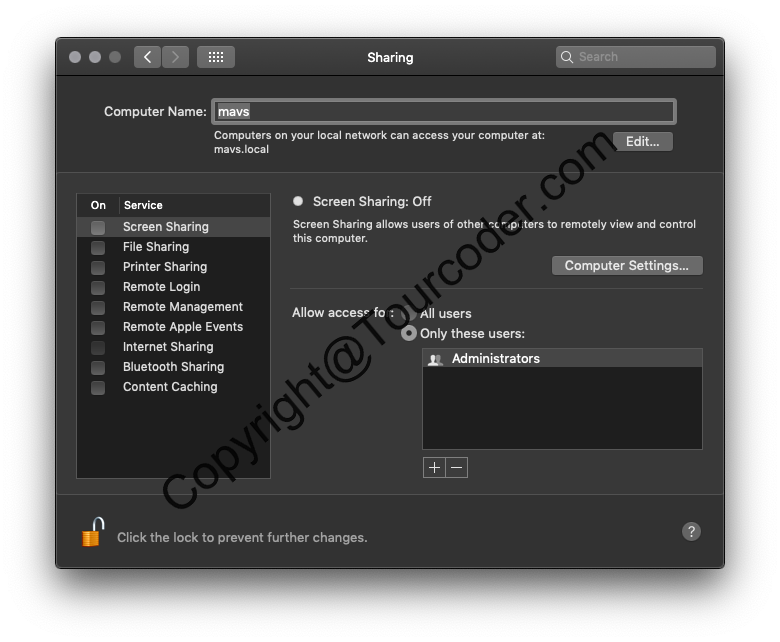 Sharing
Search
Computer Name: mavs
Computers on your local network can access your computer at:
mavs.local
Edit...
On Service
Screen Sharing
File Sharing
Printer Sharing
Remote Login
Remote Management
Remote Apple Events
Internet Sharing
Bluetooth Sharing
Content Caching
Screen Sharing: Off
Screen Sharing allows users of other computers to remotely view and control
this computer.
Computer Settings...
Allow access for: All users
Only these users:
Administrators
+ −
Click the lock to prevent further changes.
?
Copyright@Tourcoder.com